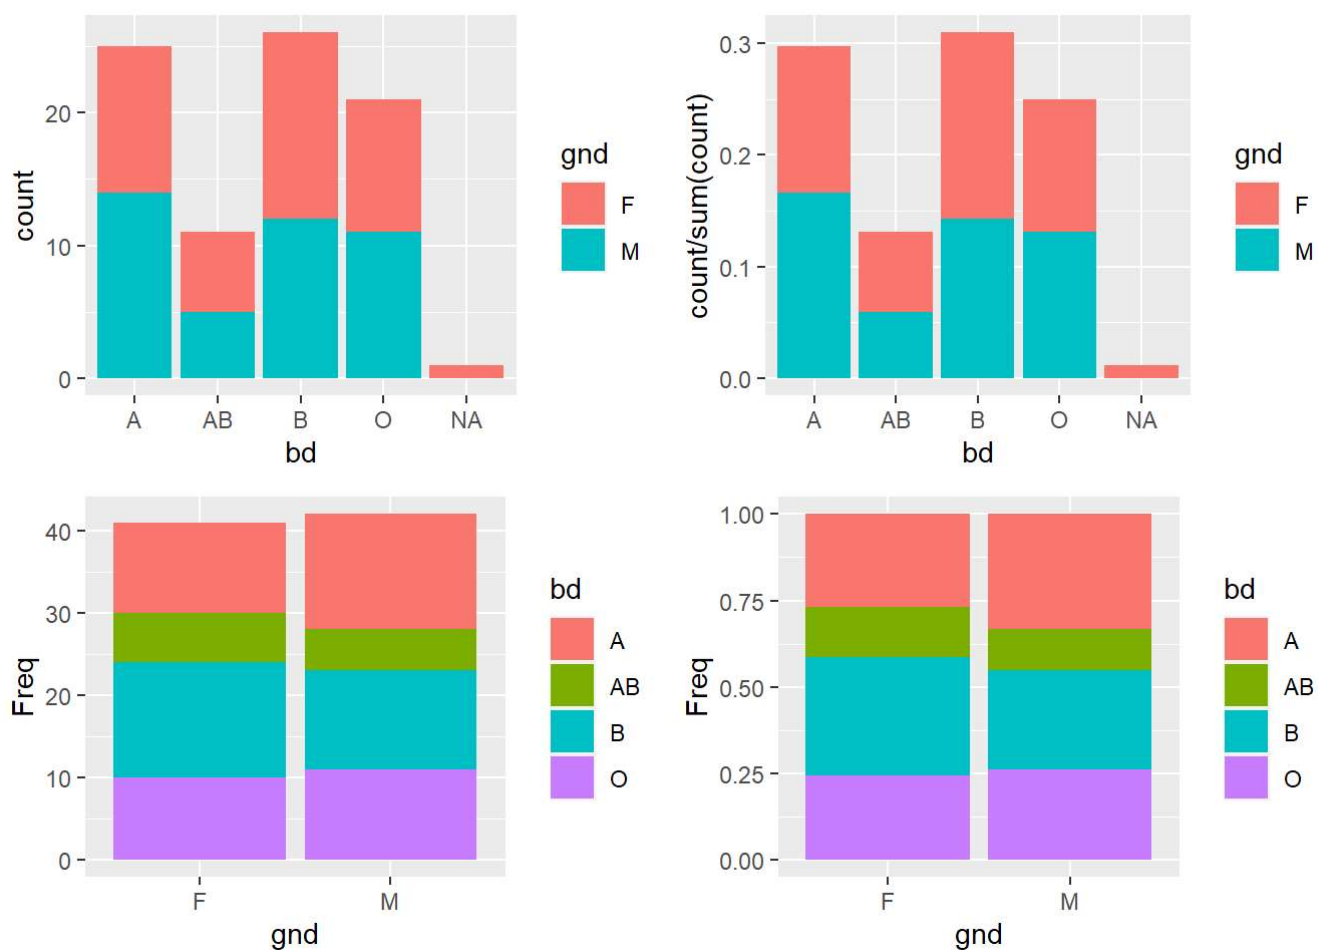 20
10
0
count
A AB B O NA
bd
gnd
F
M
0.3
0.2
0.1
0.0
count/sum(count)
A AB B O NA
bd
gnd
F
M
40
30
20
10
0
Freq
F M
gnd
bd
A
AB
B
O
1.00
0.75
0.50
0.25
0.00
Freq
F M
gnd
bd
A
AB
B
O